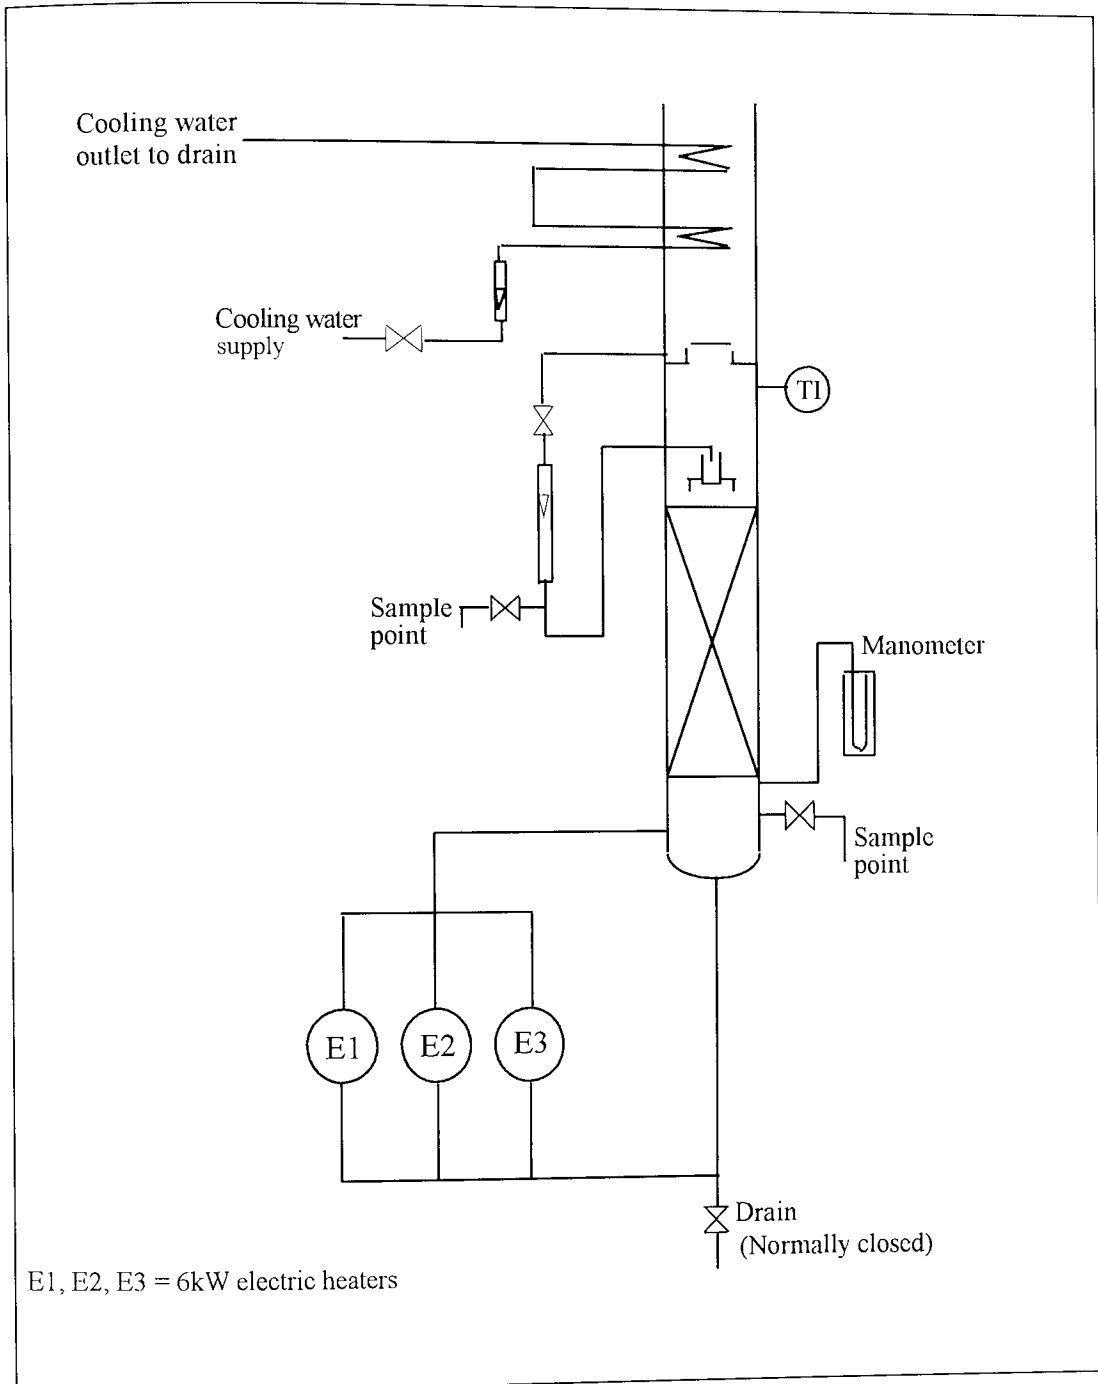 Cooling water
outlet to drain
Cooling water
supply
TI
Sample
point
Manometer
Sample
point
E1
E2
E3
Drain
(Normally closed)
E1, E2, E3 = 6kW electric heaters